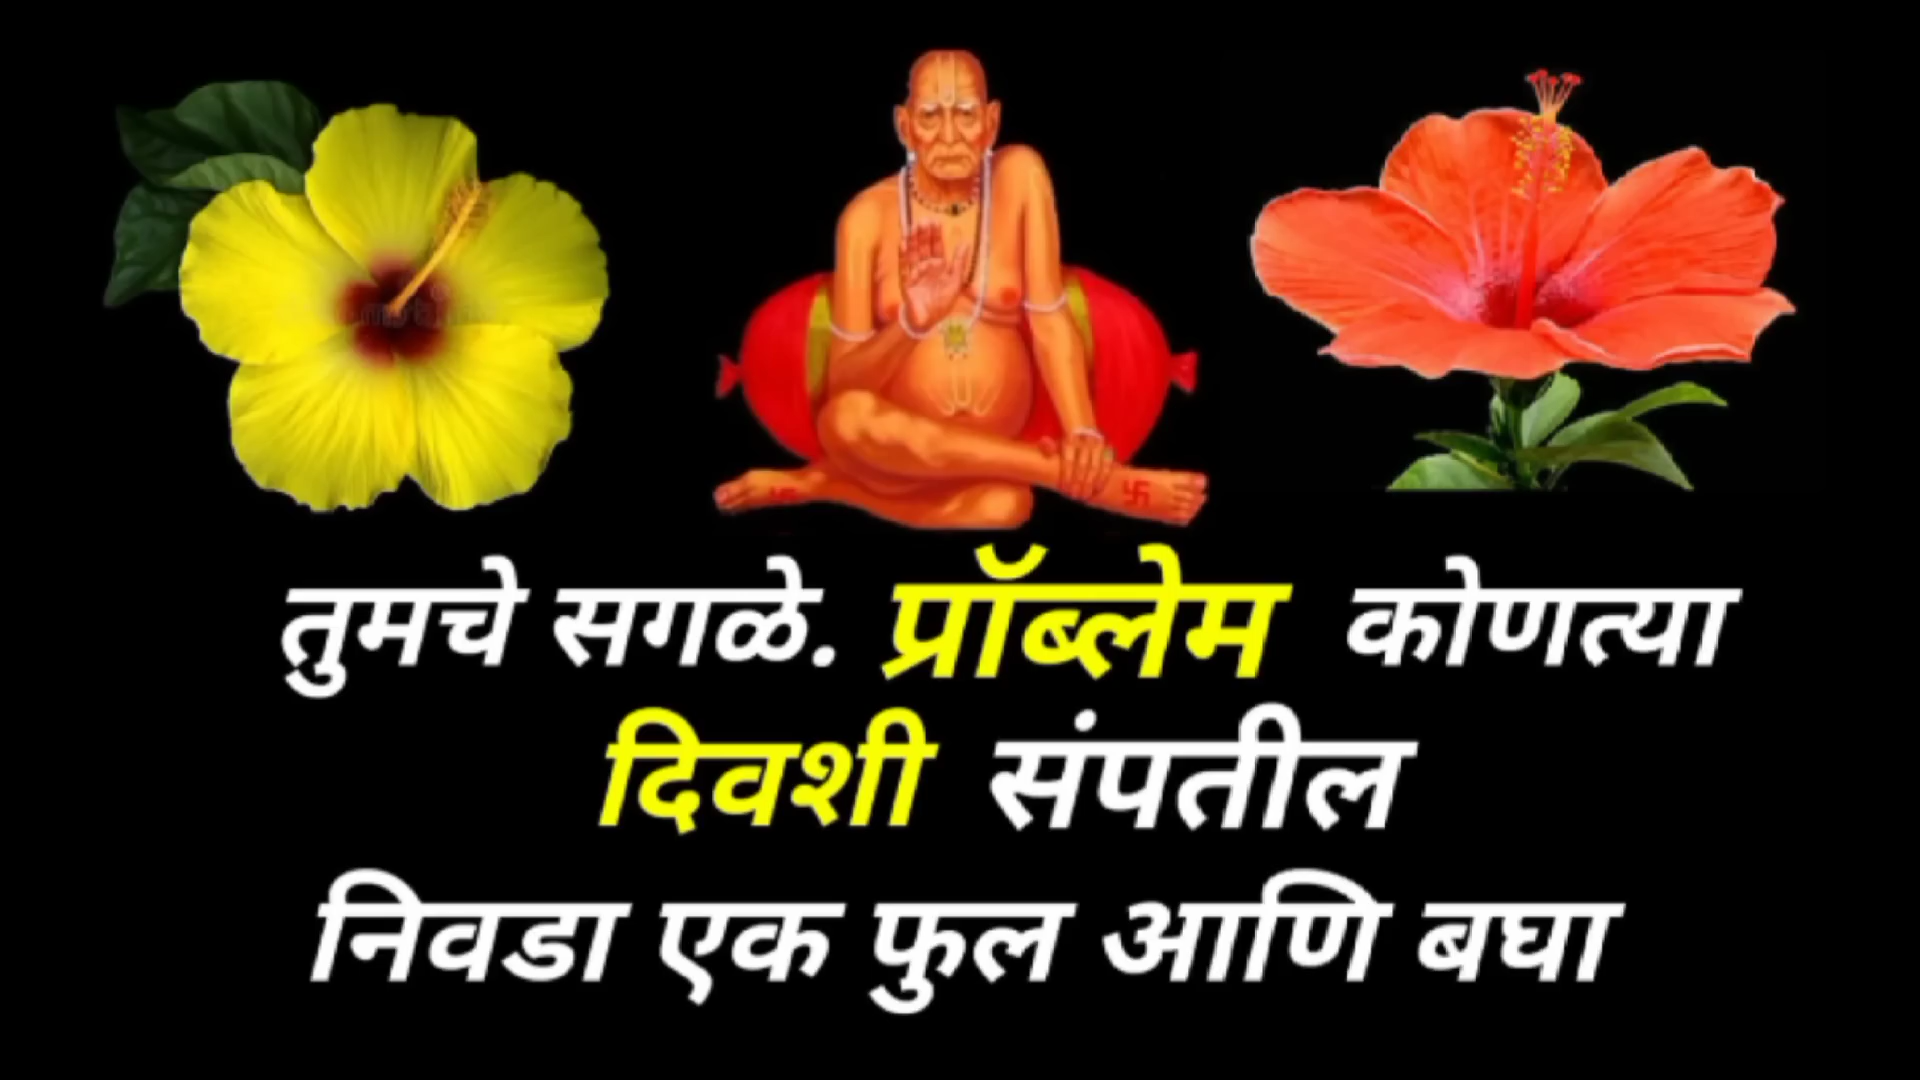 तुमचे सगळे. प्रॉब्लेम कोणत्या
दिवशी संपतील
निवडा एक फुल आणि बघा